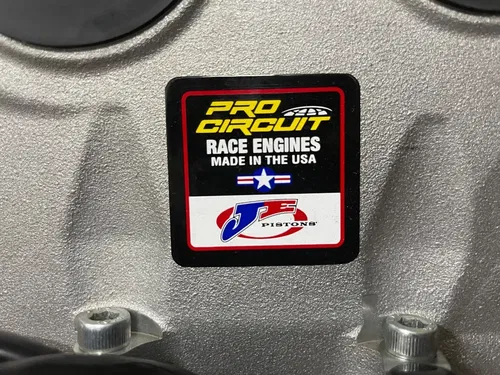 PRO
CIRCUIT
RACE ENGINES
MADE IN THE USA
JE
PISTONS